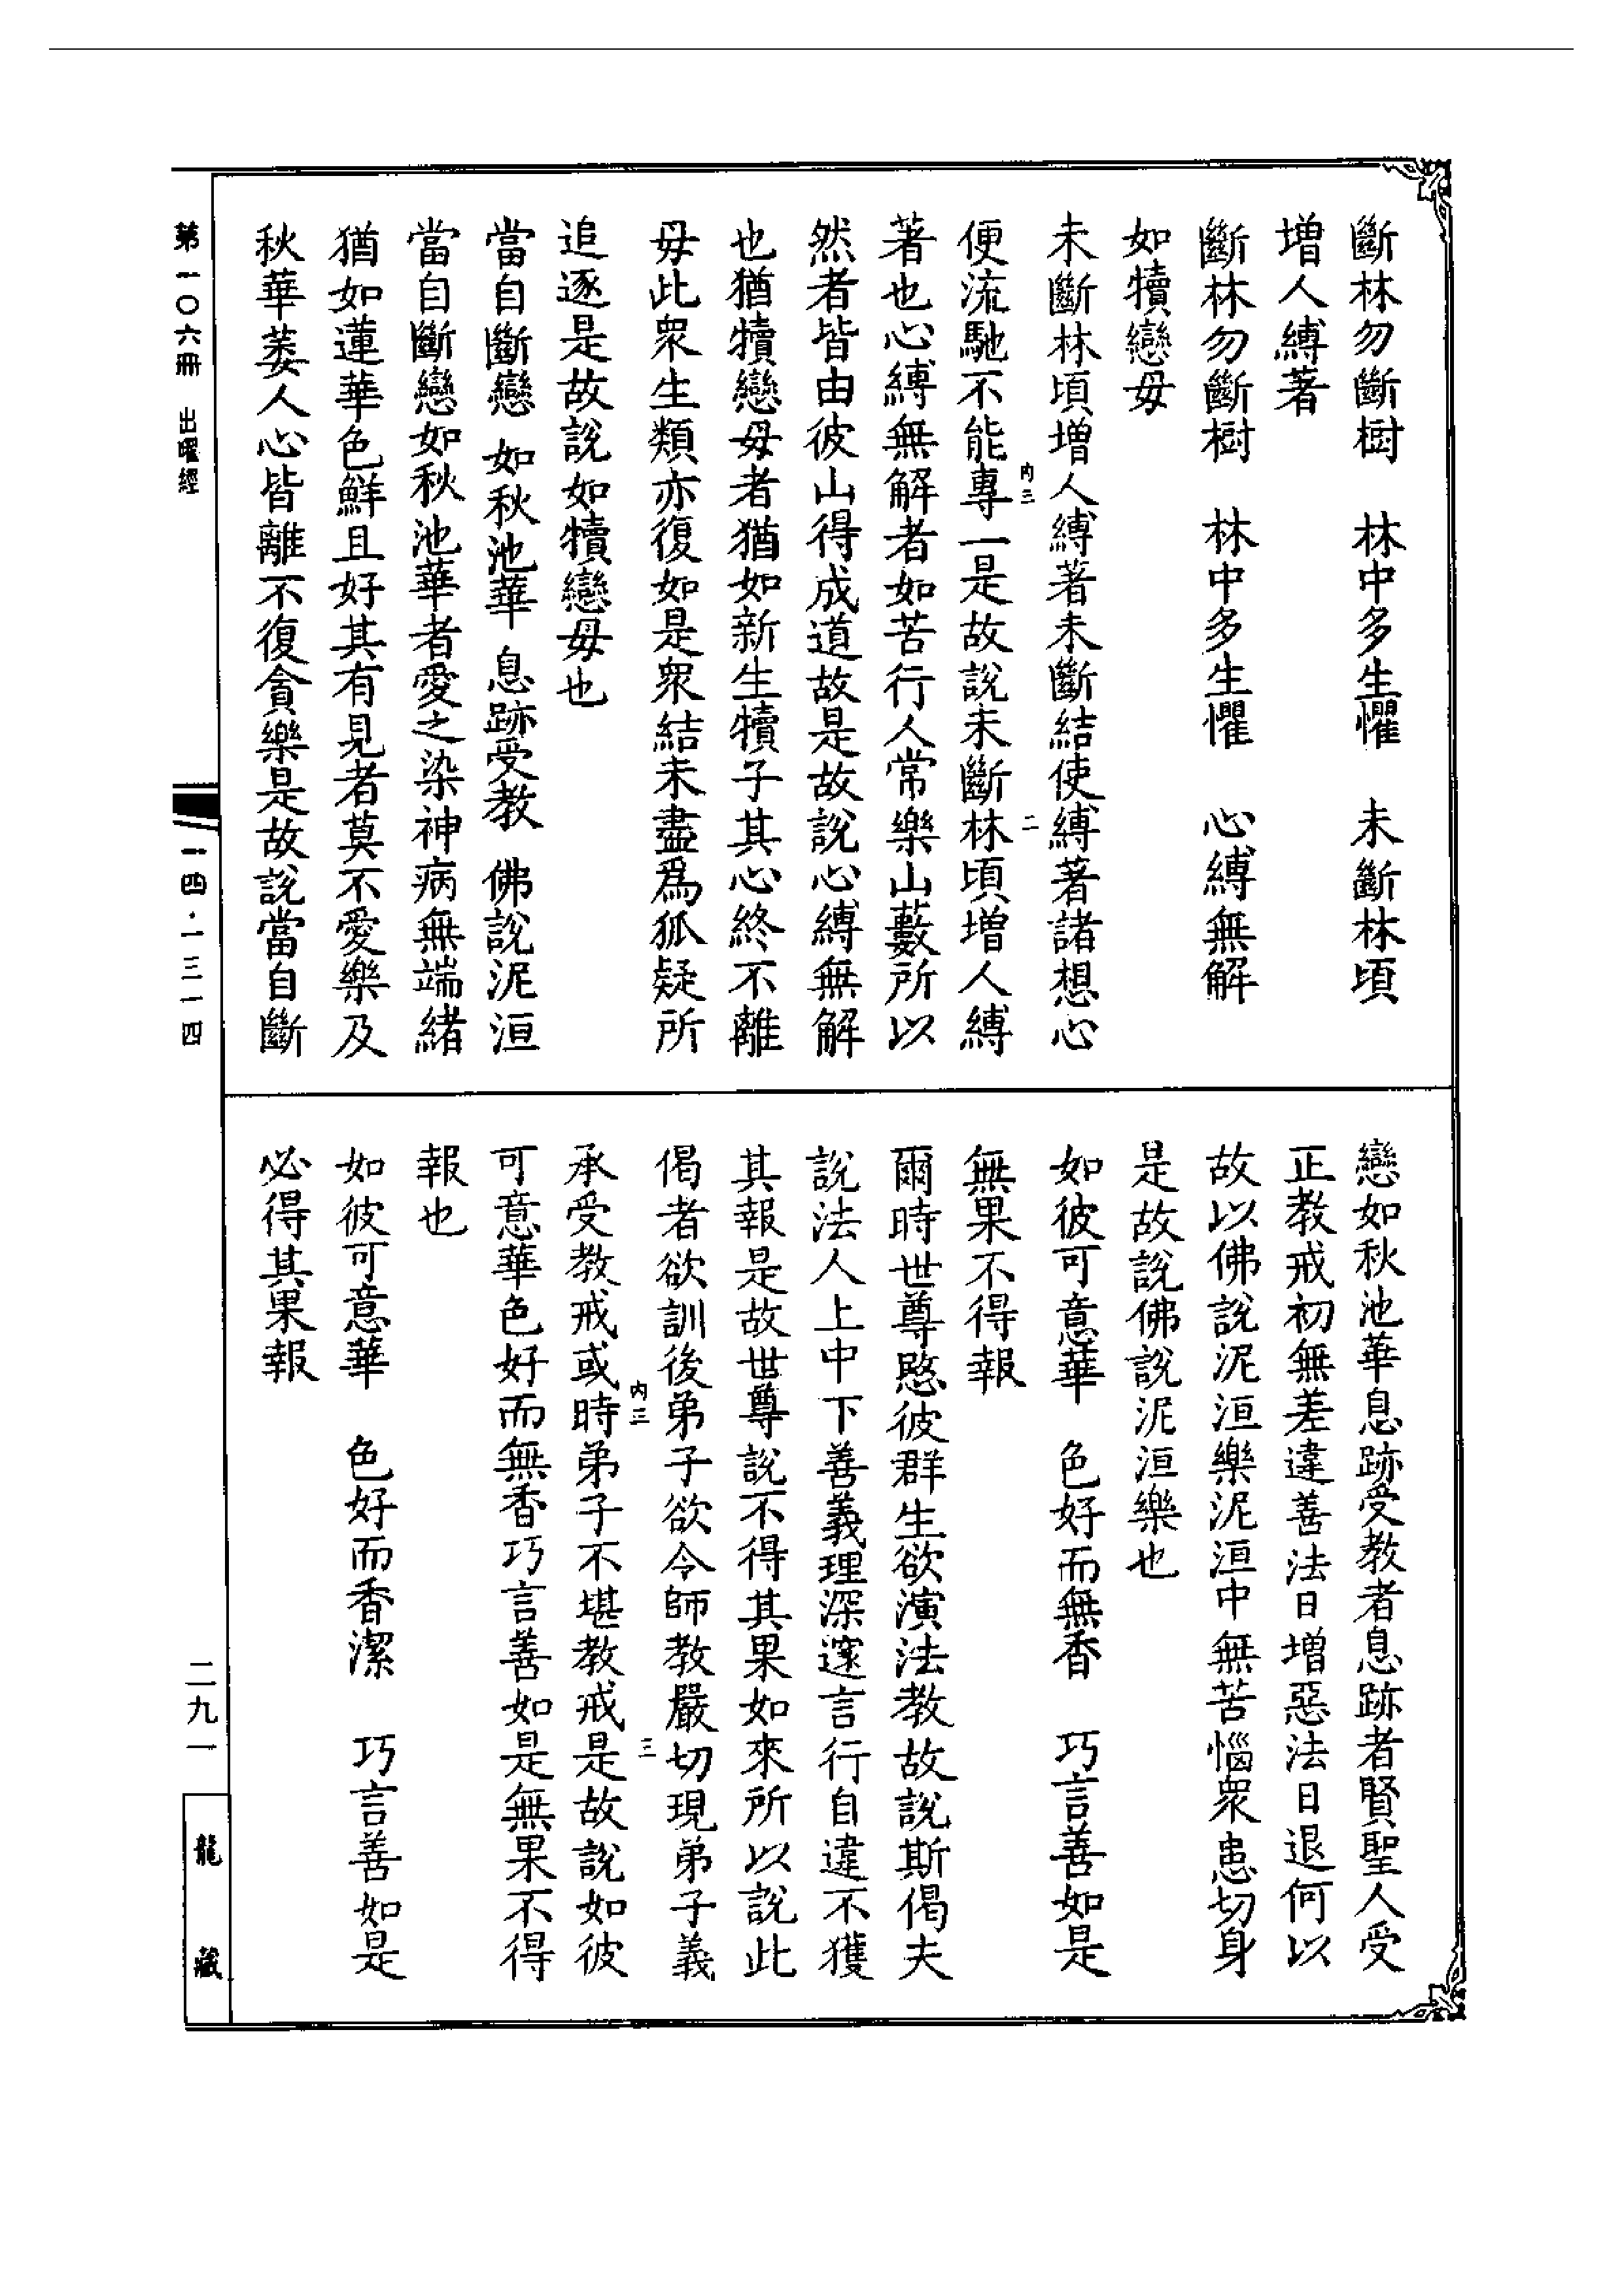 斷林勿斷樹　林中多生懼　未斷林頃
增人縛著
斷林勿斷樹　林中多生懼　心縛無解
如犢戀母
未斷林頃增人縛著未斷結使縛著諸想心
便流馳不能專一是故說未斷林頃增人縛
著也心縛無解者如苦行人常樂山藪所以
然者皆由彼山得成道故是故說心縛無解
也猶犢戀母者猶如新生犢子其心終不離
母此眾生類亦復如是眾結未盡為狐疑所
追逐是故說如犢戀母也
當自斷戀　如秋池華　息跡受教　佛說泥洹
當自斷戀如秋池華者愛之染神病無端緒
猶如蓮華色鮮且好其有見者莫不愛樂及
秋華萎人心皆離不復貪樂是故說當自斷
內三
二
戀如秋池華息跡受教者息跡者賢聖人受
正教戒初無差違善法日增惡法日退何以
故以佛說泥洹樂泥洹中無苦惱眾患切身
是故說佛說泥洹樂也
如彼可意華　色好而無香　巧言善如是
無果不得報
爾時世尊愍彼群生欲演法教故說斯偈夫
說法人上中下善義理深邃言行自違不獲
其報是故世尊說不得其果如來所以說此
偈者欲訓後弟子欲令師教嚴切現弟子義
承受教戒或時弟子不堪教戒是故說如彼
可意華色好而無香巧言善如是無果不得
報也
如彼可意華　色好而香潔　巧言善如是
必得其果報
內三
三
第一〇六冊　出曜經
一四·一三一四
二九一
龍藏